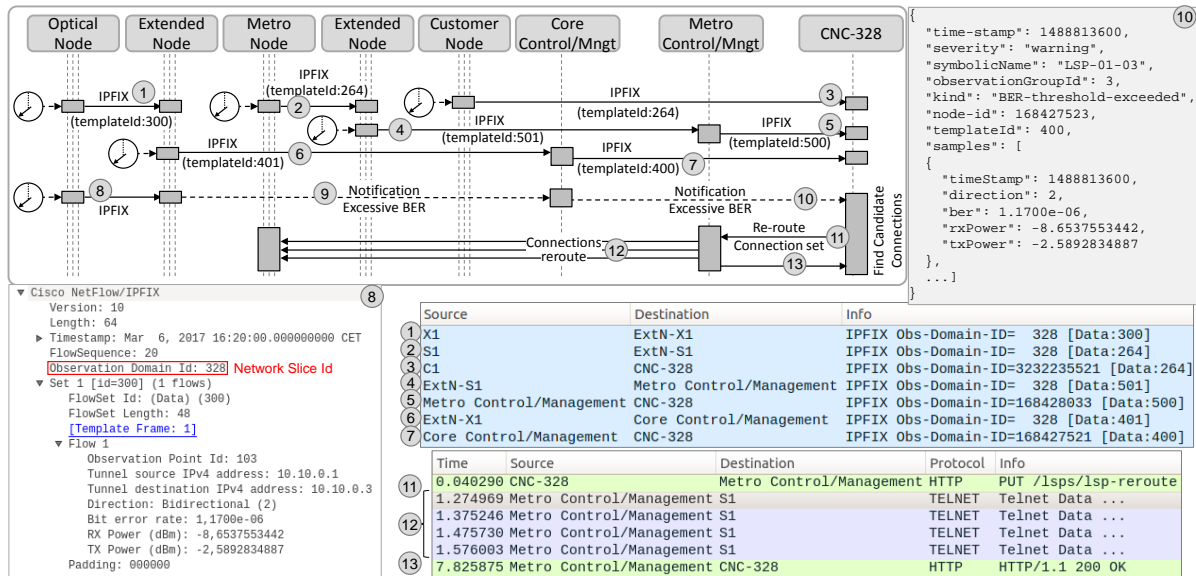 Optical Node
Extended Node
Metro Node
Extended Node
Customer Node
Core Control/Mngt
Metro Control/Mngt
CNC-328
IPFIX
1
(templateId:300)
IPFIX
(templateId:264)
2
IPFIX
3
(templateId:264)
4
IPFIX
(templateId:501)
IPFIX
5
(templateId:500)
IPFIX
6
(templateId:401)
IPFIX
7
(templateId:400)
8
IPFIX
9
Notification
Excessive BER
Notification
10
Excessive BER
Re-route
11
Connection set
13
Connections
12
reroute
Find Candidate
Connections
10
{
"time-stamp": 1488813600,
"severity": "warning",
"symbolicName": "LSP-01-03",
"observationGroupId": 3,
"kind": "BER-threshold-exceeded",
"node-id": 168427523,
"templateId": 400,
"samples": [
{
"timeStamp": 1488813600,
"direction": 2,
"ber": 1.1700e-06,
"rxPower": -8.6537553442,
"txPower": -2.5892834887
},
...]
}
8
Cisco NetFlow/IPFIX
Version: 10
Length: 64
Timestamp: Mar 6, 2017 16:20:00.000000000 CET
FlowSequence: 20
Observation Domain Id: 328 Network Slice Id
Set 1 [id=300] (1 flows)
FlowSet Id: (Data) (300)
FlowSet Length: 48
[Template Frame: 1]
Flow 1
Observation Point Id: 103
Tunnel source IPv4 address: 10.10.0.1
Tunnel destination IPv4 address: 10.10.0.3
Direction: Bidirectional (2)
Bit error rate: 1,1700e-06
RX Power (dBm): -8,6537553442
TX Power (dBm): -2,5892834887
Padding: 000000
Source Destination Info
1 X1 ExtN-X1 IPFIX Obs-Domain-ID= 328 [Data:300]
2 S1 ExtN-S1 IPFIX Obs-Domain-ID= 328 [Data:264]
3 C1 CNC-328 IPFIX Obs-Domain-ID=3232235521 [Data:264]
4 ExtN-S1 Metro Control/Management IPFIX Obs-Domain-ID= 328 [Data:501]
5 Metro Control/Management CNC-328 IPFIX Obs-Domain-ID=168428033 [Data:500]
6 ExtN-X1 Core Control/Management IPFIX Obs-Domain-ID= 328 [Data:401]
7 Core Control/Management CNC-328 IPFIX Obs-Domain-ID=168427521 [Data:400]
Time Source Destination Protocol Info
11 0.040290 CNC-328 Metro Control/Management HTTP PUT /lsps/lsp-reroute
1.274969 Metro Control/Management S1 TELNET Telnet Data ...
12 1.375246 Metro Control/Management S1 TELNET Telnet Data ...
1.475730 Metro Control/Management S1 TELNET Telnet Data ...
1.576003 Metro Control/Management S1 TELNET Telnet Data ...
13 7.825875 Metro Control/Management CNC-328 HTTP HTTP/1.1 200 OK